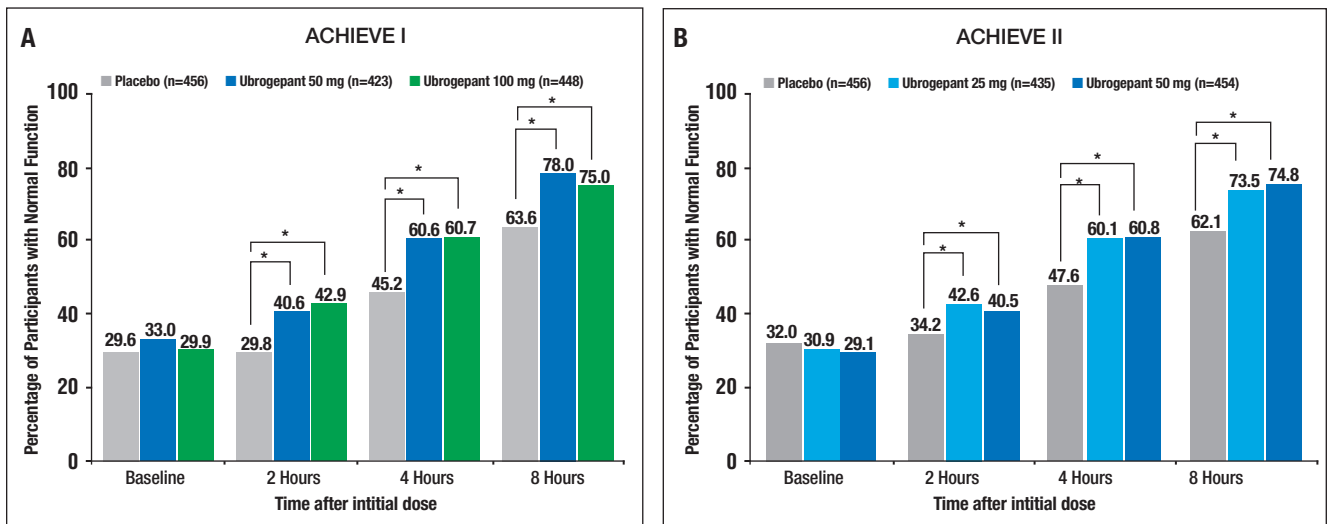 A
ACHIEVE I
Placebo (n=456) Ubrogepant 50 mg (n=423) Ubrogepant 100 mg (n=448)
Percentage of Participants with Normal Function
100
80
60
40
20
0
29.6 33.0 29.9
29.8 40.6 42.9
* *
45.2 60.6 60.7
* *
63.6 78.0 75.0
* *
Baseline 2 Hours 4 Hours 8 Hours
Time after intitial dose
B
ACHIEVE II
Placebo (n=456) Ubrogepant 25 mg (n=435) Ubrogepant 50 mg (n=454)
Percentage of Participants with Normal Function
100
80
60
40
20
0
32.0 30.9 29.1
34.2 42.6 40.5
* *
47.6 60.1 60.8
* *
62.1 73.5 74.8
* *
Baseline 2 Hours 4 Hours 8 Hours
Time after intitial dose